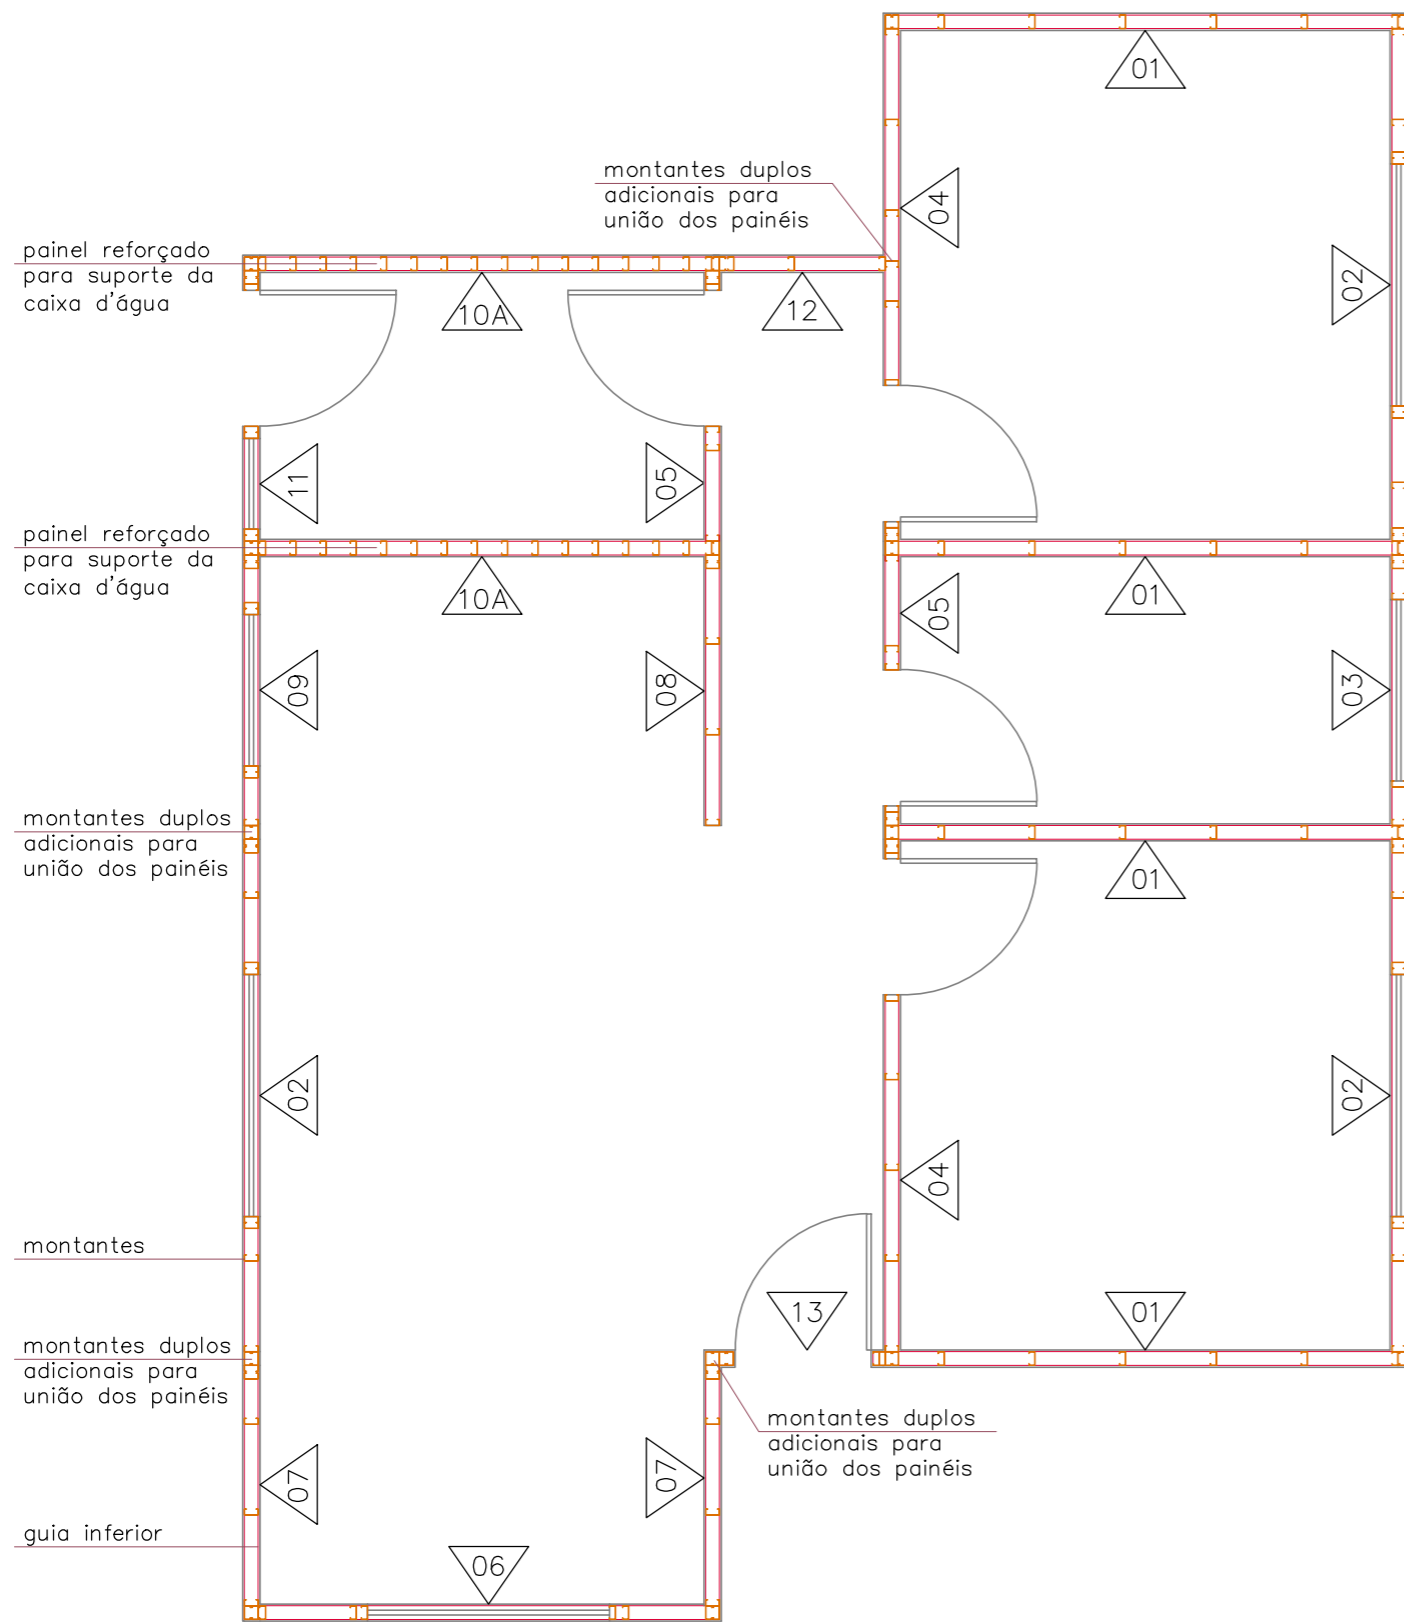 01
montantes duplos
adicionais para
união dos painéis
04
painel reforçado
para suporte da
caixa d'água
02
10A
12
11
05
painel reforçado
para suporte da
caixa d'água
10A
01
05
09
08
03
montantes duplos
adicionais para
união dos painéis
01
02
02
04
montantes
13
01
montantes duplos
adicionais para
união dos painéis
montantes duplos
adicionais para
união dos painéis
07
07
guia inferior
06